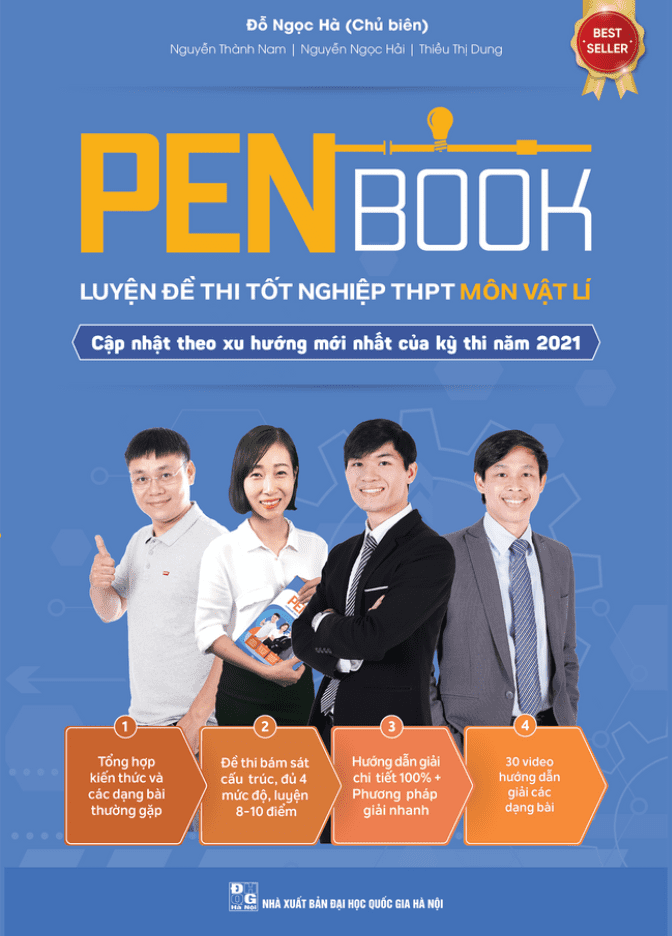 Đỗ Ngọc Hà (Chủ biên)
Nguyễn Thành Nam | Nguyễn Ngọc Hải | Thiều Thị Dung
BEST
SELLER
PEN BOOK
LUYỆN ĐỀ THI TỐT NGHIỆP THPT MÔN VẬT LÍ
Cập nhật theo xu hướng mới nhất của kỳ thi năm 2021
PEN
1
Tổng hợp
kiến thức và
các dạng bài
thường gặp
2
Đề thi bám sát
cấu trúc, đủ 4
mức độ, luyện
8-10 điểm
3
Hướng dẫn giải
chi tiết 100% +
Phương pháp
giải nhanh
4
30 video
hướng dẫn
giải các
dạng bài
ĐHQG
Hà Nội
NHÀ XUẤT BẢN ĐẠI HỌC QUỐC GIA HÀ NỘI